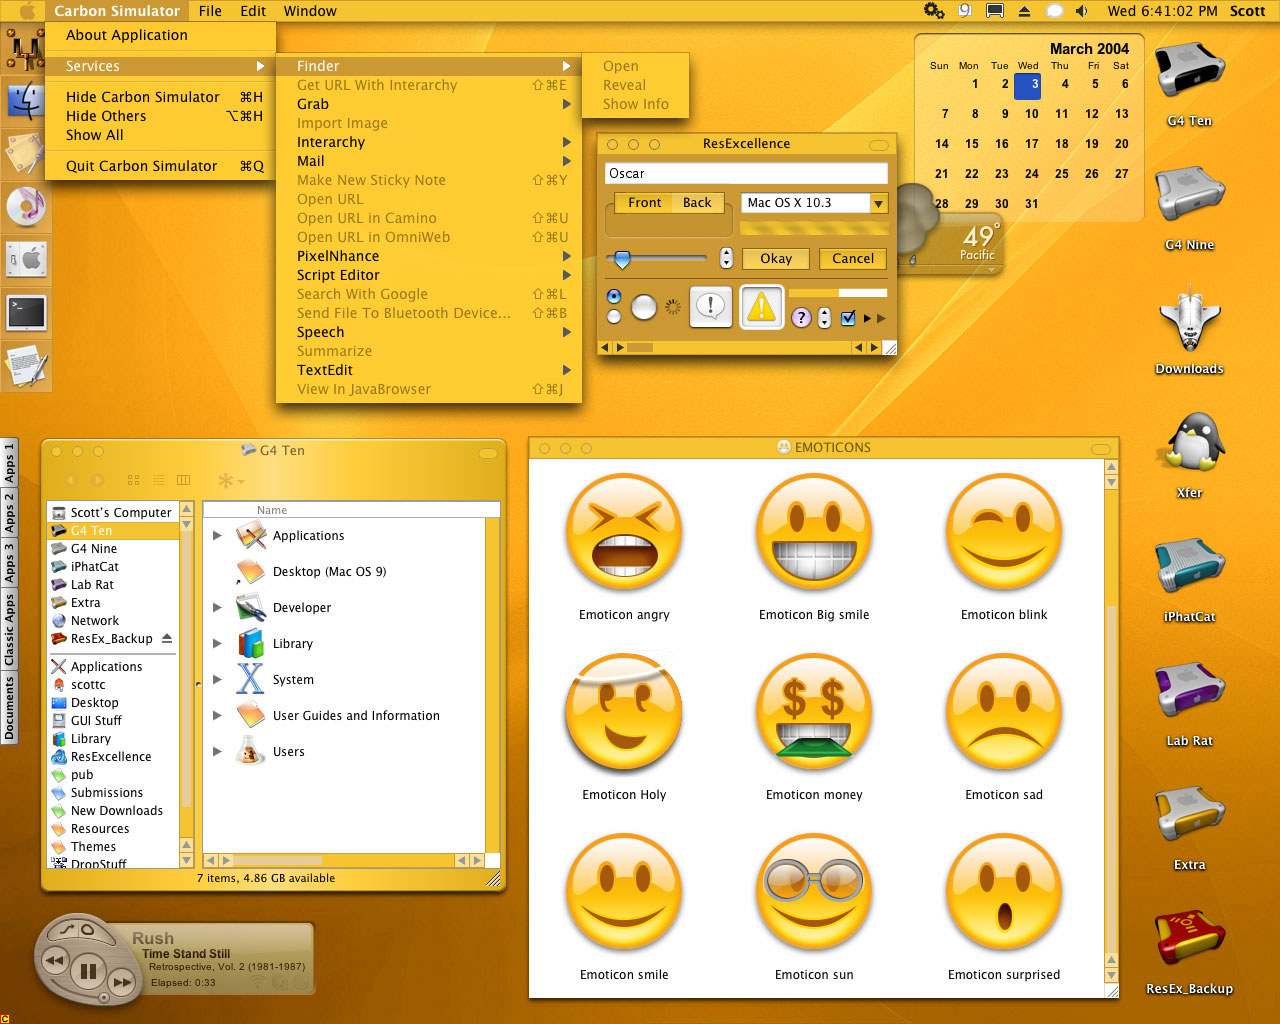 Carbon Simulator File Edit Window
9 Wed 6:41:02 PM Scott
About Application
Services
Hide Carbon Simulator ⌘H
Hide Others ⌥⌘H
Show All
Quit Carbon Simulator ⌘Q
Finder
Get URL With Interarchy ⇧⌘E
Grab
Import Image
Interarchy
Mail
Make New Sticky Note ⇧⌘Y
Open URL
Open URL in Camino ⇧⌘U
Open URL in OmniWeb ⇧⌘U
PixelNhance
Script Editor
Search With Google ⇧⌘L
Send File To Bluetooth Device... ⇧⌘B
Speech
Summarize
TextEdit
View In JavaBrowser ⇧⌘J
Open
Reveal
Show Info
ResExcellence
Oscar
Front Back
Mac OS X 10.3
Okay Cancel
!
!
?
March 2004
Sun Mon Tue Wed Thu Fri Sat
1 2 3 4 5 6
7 8 9 10 11 12 13
14 15 16 17 18 19 20
21 22 23 24 25 26 27
28 29 30 31
49°
Pacific
G4 Ten
G4 Nine
Downloads
Xfer
iPhatCat
Lab Rat
Extra
ResEx_Backup
Apps 1
Apps 2
Apps 3
Classic Apps
Documents
G4 Ten
Scott's Computer
G4 Ten
G4 Nine
iPhatCat
Lab Rat
Extra
Network
ResEx_Backup
Applications
scottc
Desktop
GUI Stuff
Library
ResExcellence
pub
Submissions
New Downloads
Resources
Themes
DropStuff
Name
Applications
Desktop (Mac OS 9)
Developer
Library
System
User Guides and Information
Users
7 items, 4.86 GB available
EMOTICONS
Emoticon angry
Emoticon Big smile
Emoticon blink
Emoticon Holy
$ $
Emoticon money
Emoticon sad
Emoticon smile
Emoticon sun
Emoticon surprised
Rush
Time Stand Still
Retrospective, Vol. 2 (1981-1987)
Elapsed: 0:33
C